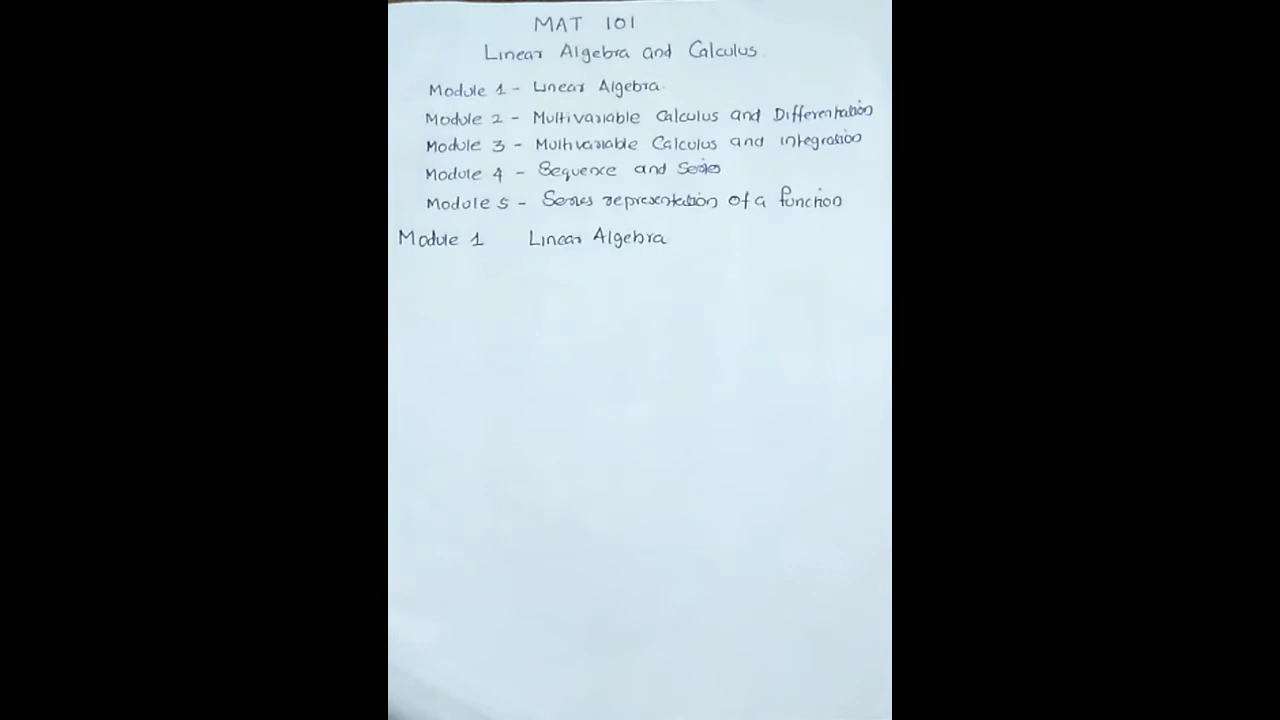 MAT 101
Linear Algebra and Calculus
Module 1 - Linear Algebra
Module 2 - Multivariable Calculus and Differentiation
Module 3 - Multivariable Calculus and integration
Module 4 - Sequence and Series
Module 5 - Series representation of a function
Module 1 Linear Algebra